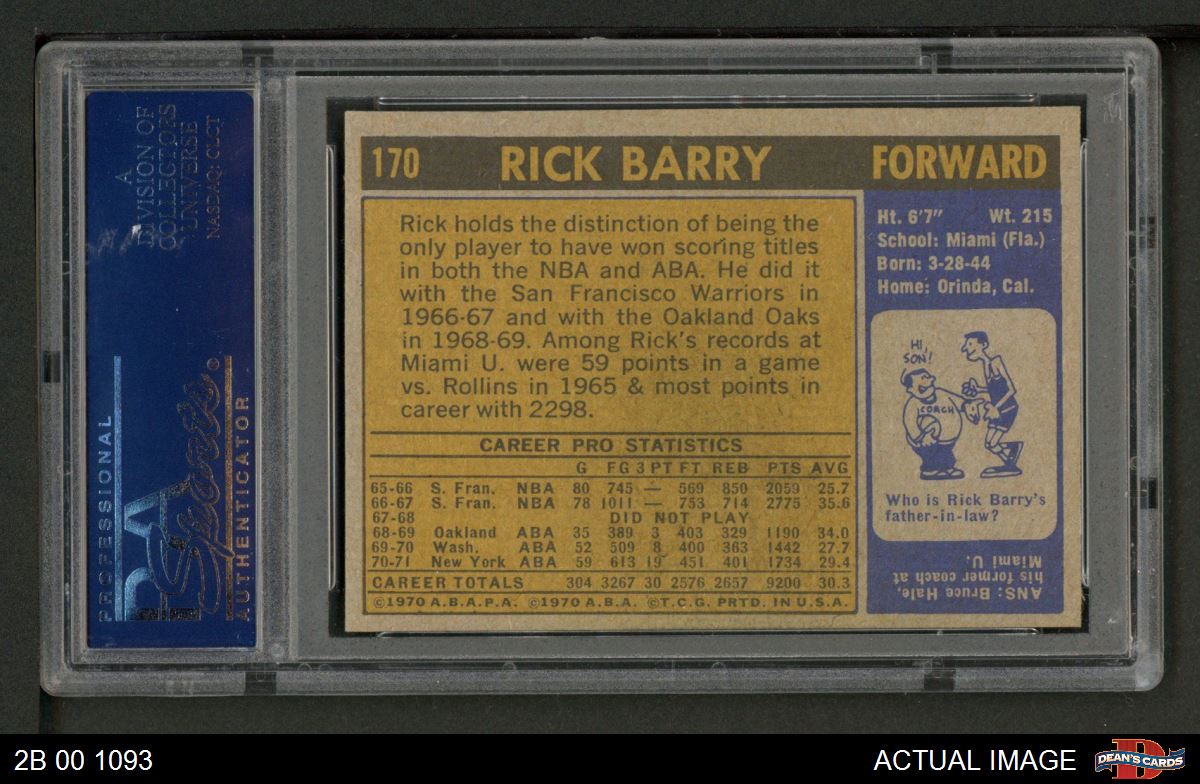 A
DIVISION OF
COLLECTORS
UNIVERSE
NASDAQ: CLCT
PROFESSIONAL
PSA
Sports®
AUTHENTICATOR
170 RICK BARRY FORWARD
Rick holds the distinction of being the
only player to have won scoring titles
in both the NBA and ABA. He did it
with the San Francisco Warriors in
1966-67 and with the Oakland Oaks
in 1968-69. Among Rick's records at
Miami U. were 59 points in a game
vs. Rollins in 1965 & most points in
career with 2298.
CAREER PRO STATISTICS
G FG 3 PT FT REB PTS AVG
65-66 S. Fran. NBA 80 745 — 569 850 2059 25.7
66-67 S. Fran. NBA 78 1011 — 753 714 2775 35.6
67-68 DID NOT PLAY
68-69 Oakland ABA 35 389 3 403 329 1190 34.0
69-70 Wash. ABA 52 509 8 400 363 1442 27.7
70-71 New York ABA 59 613 19 451 401 1734 29.4
CAREER TOTALS 304 3267 30 2576 2657 9200 30.3
©1970 A.B.A.P.A. ©1970 A.B.A. ©T.C.G. PRTD. IN U.S.A.
Ht. 6'7" Wt. 215
School: Miami (Fla.)
Born: 3-28-44
Home: Orinda, Cal.
HI,
SON!
COACH
Who is Rick Barry's
father-in-law?
ANS: Bruce Hale,
his former coach at
Miami U.
2B 00 1093
ACTUAL IMAGE
DEAN'S CARDS